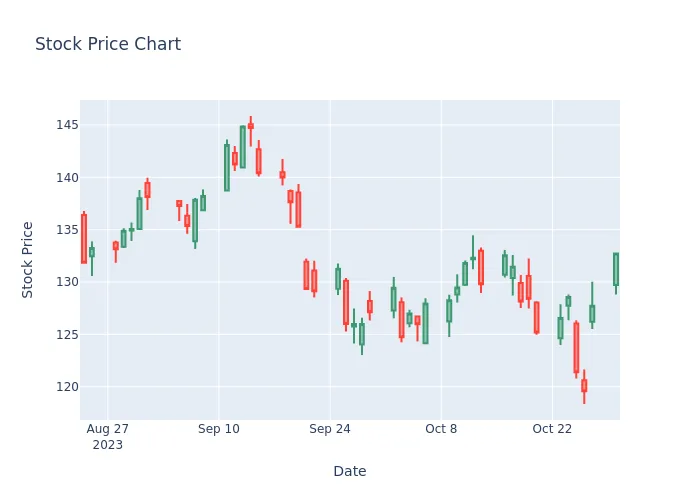 Stock Price Chart
145
140
135
130
125
120
Stock Price
Aug 27
2023
Sep 10
Sep 24
Oct 8
Oct 22
Date